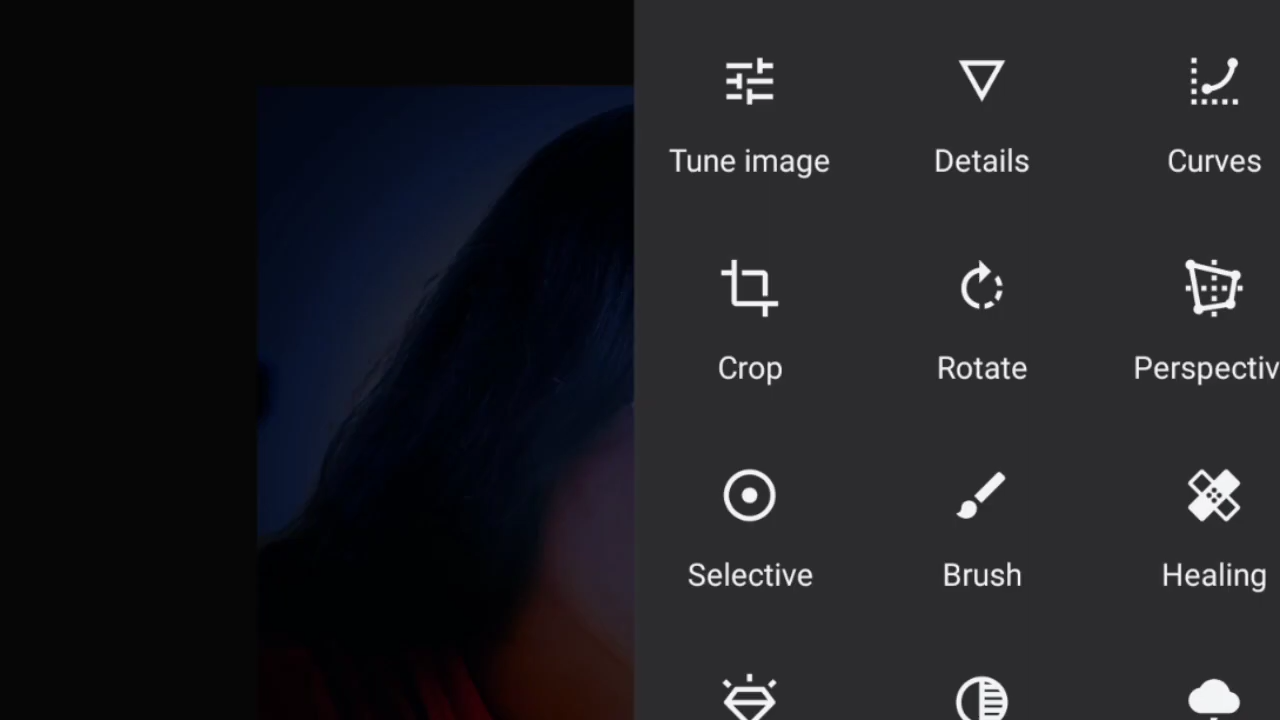 Tune image
Details
Curves
Crop
Rotate
Perspectiv
Selective
Brush
Healing